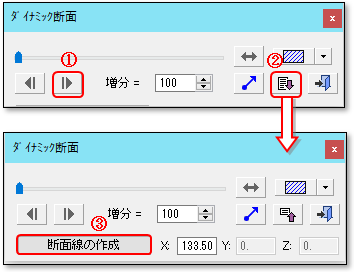 ダイナミック断面
x
①
②
増分 = 100
ダイナミック断面
x
増分 = 100
③
断面線の作成 X: 133.50 Y: 0. Z: 0.